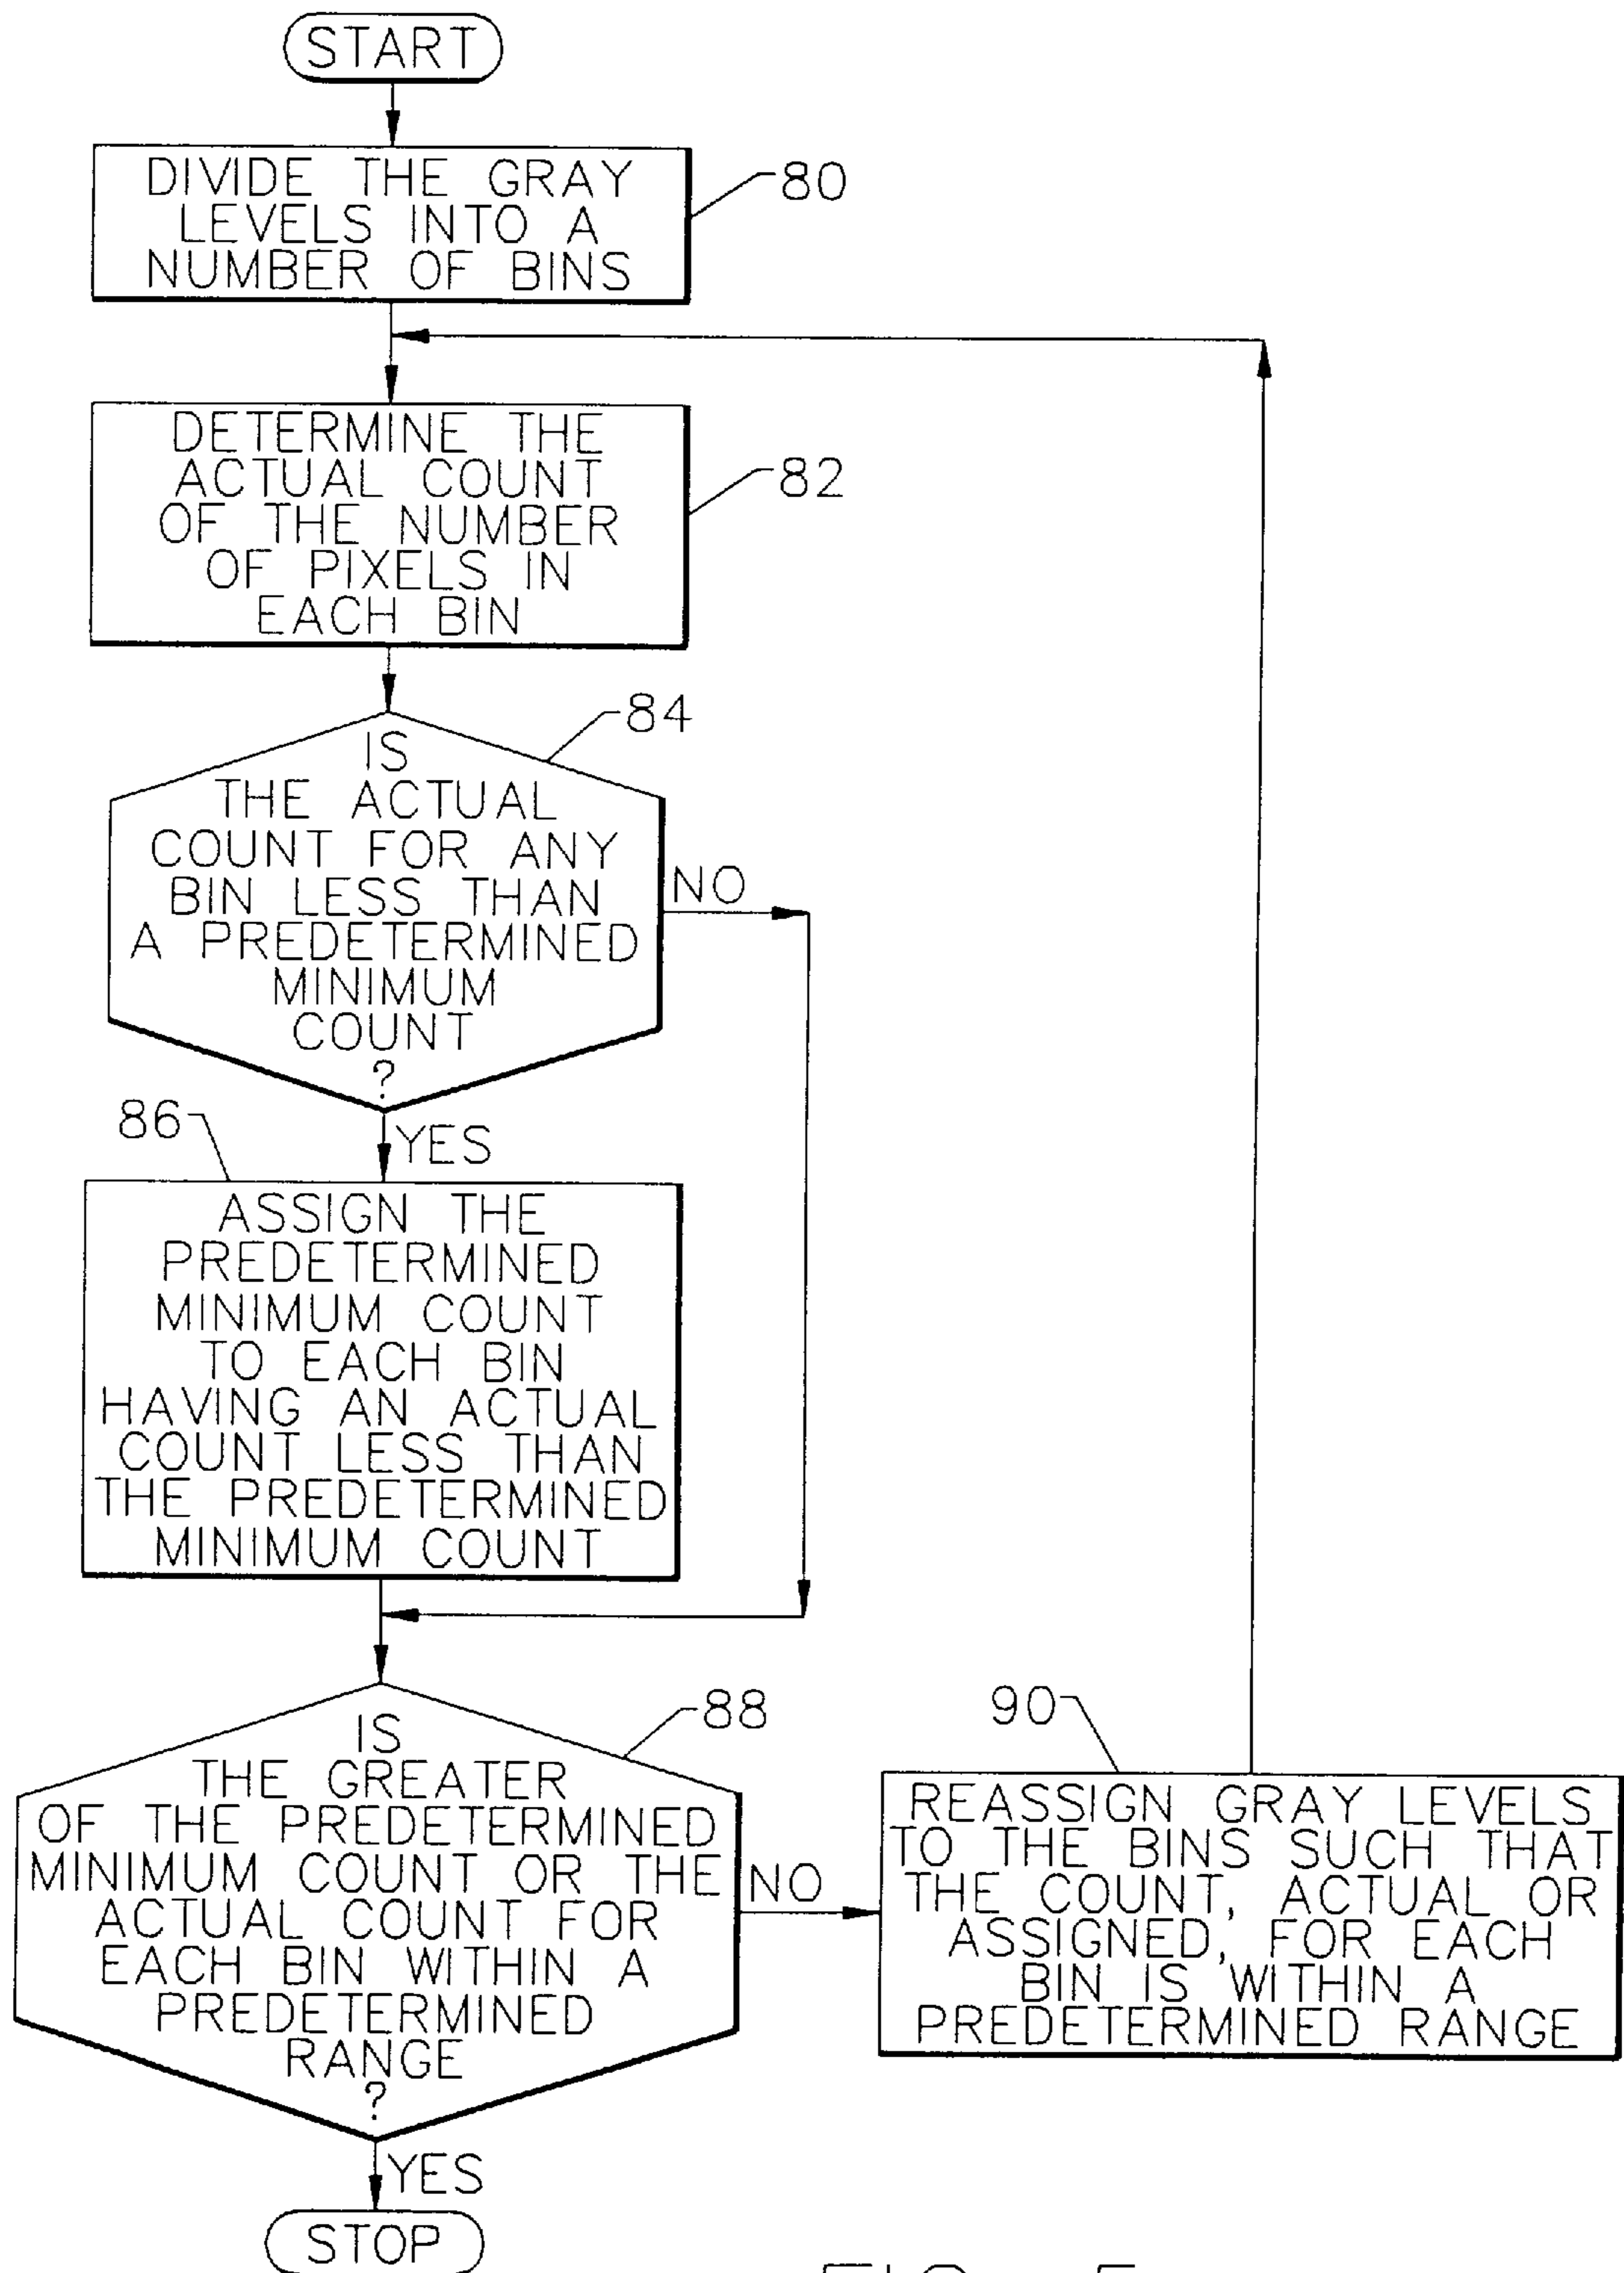 START
DIVIDE THE GRAY
LEVELS INTO A
NUMBER OF BINS
80
DETERMINE THE
ACTUAL COUNT
OF THE NUMBER
OF PIXELS IN
EACH BIN
82
84
IS
THE ACTUAL
COUNT FOR ANY
BIN LESS THAN
A PREDETERMINED
MINIMUM
COUNT
?
NO
YES
86
ASSIGN THE
PREDETERMINED
MINIMUM COUNT
TO EACH BIN
HAVING AN ACTUAL
COUNT LESS THAN
THE PREDETERMINED
MINIMUM COUNT
88
IS
THE GREATER
OF THE PREDETERMINED
MINIMUM COUNT OR THE
ACTUAL COUNT FOR
EACH BIN WITHIN A
PREDETERMINED
RANGE
?
NO
YES
90
REASSIGN GRAY LEVELS
TO THE BINS SUCH THAT
THE COUNT, ACTUAL OR
ASSIGNED, FOR EACH
BIN IS WITHIN A
PREDETERMINED RANGE
STOP